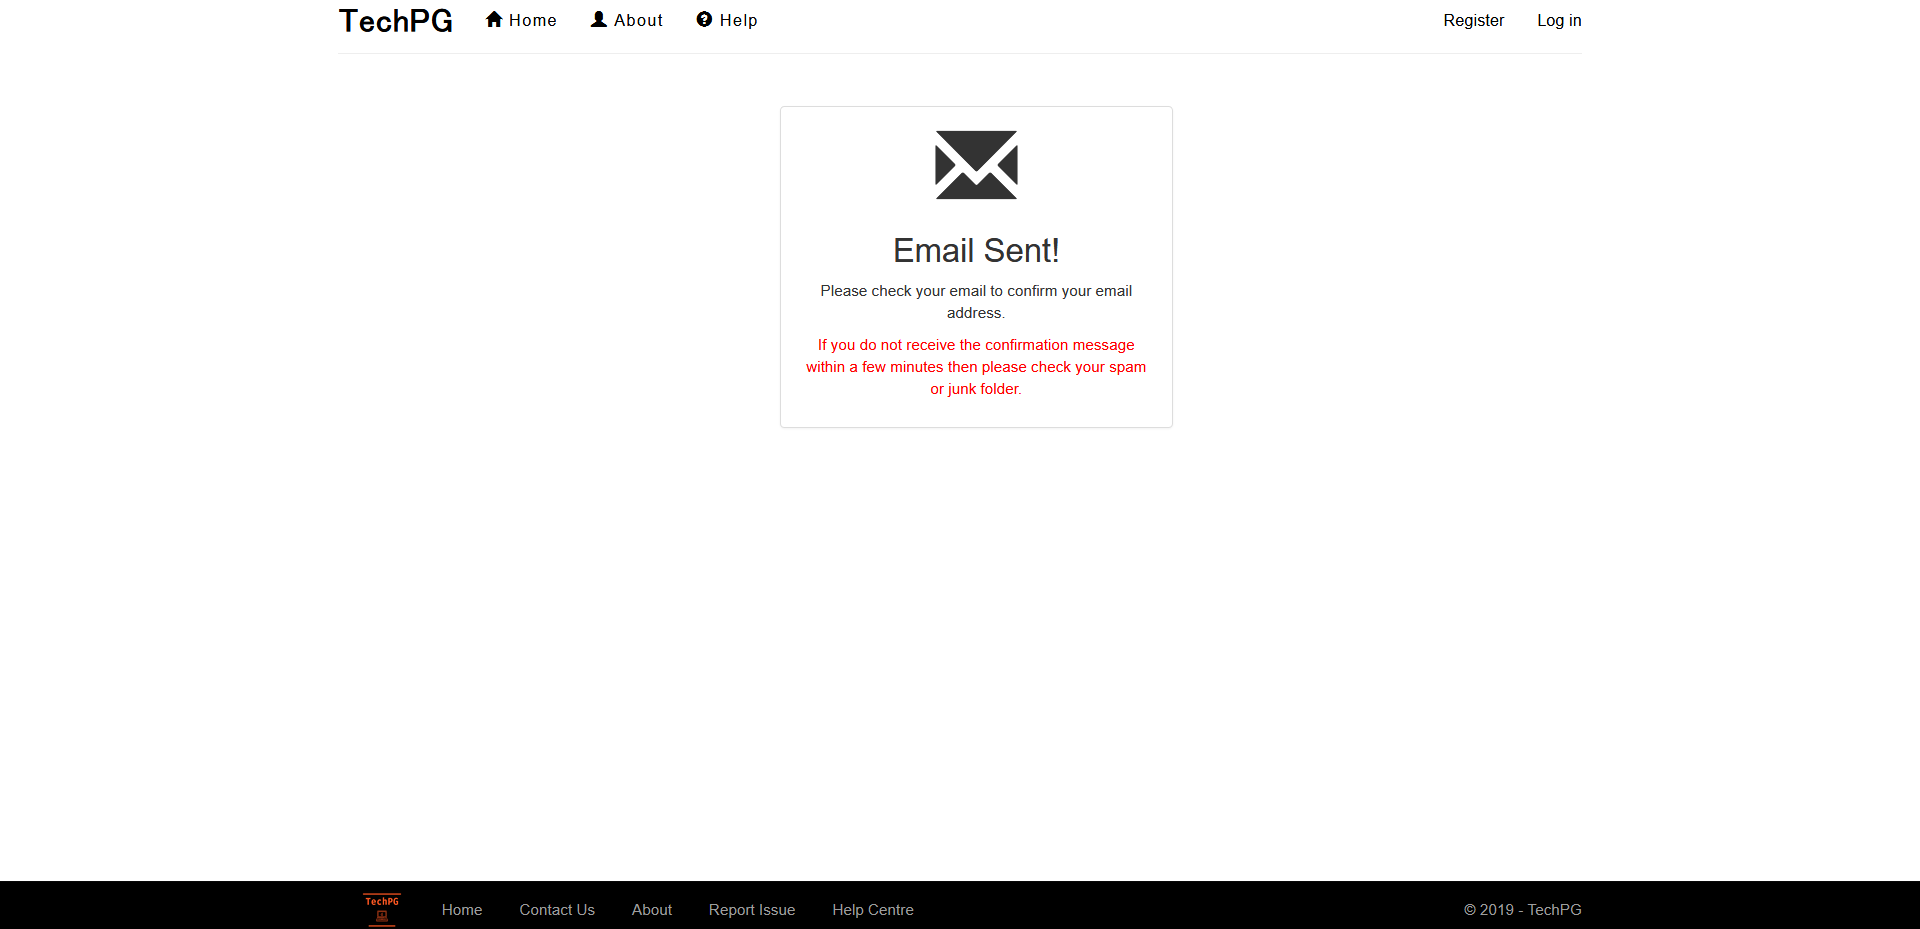 TechPG Home About Help Register Log in
Email Sent!
Please check your email to confirm your email
address.
If you do not receive the confirmation message
within a few minutes then please check your spam
or junk folder.
TechPG
Home Contact Us About Report Issue Help Centre © 2019 - TechPG